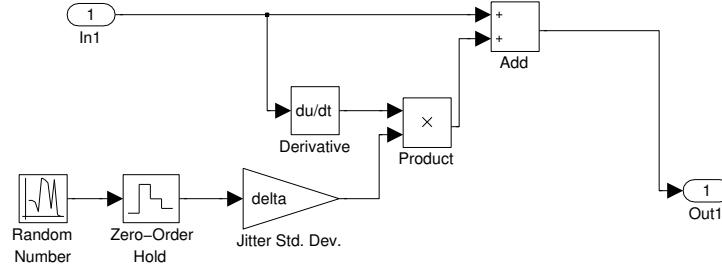 1
In1
+
+
Add
du/dt
Derivative
×
Product
delta
Jitter Std. Dev.
Random
Number
Zero−Order
Hold
1
Out1